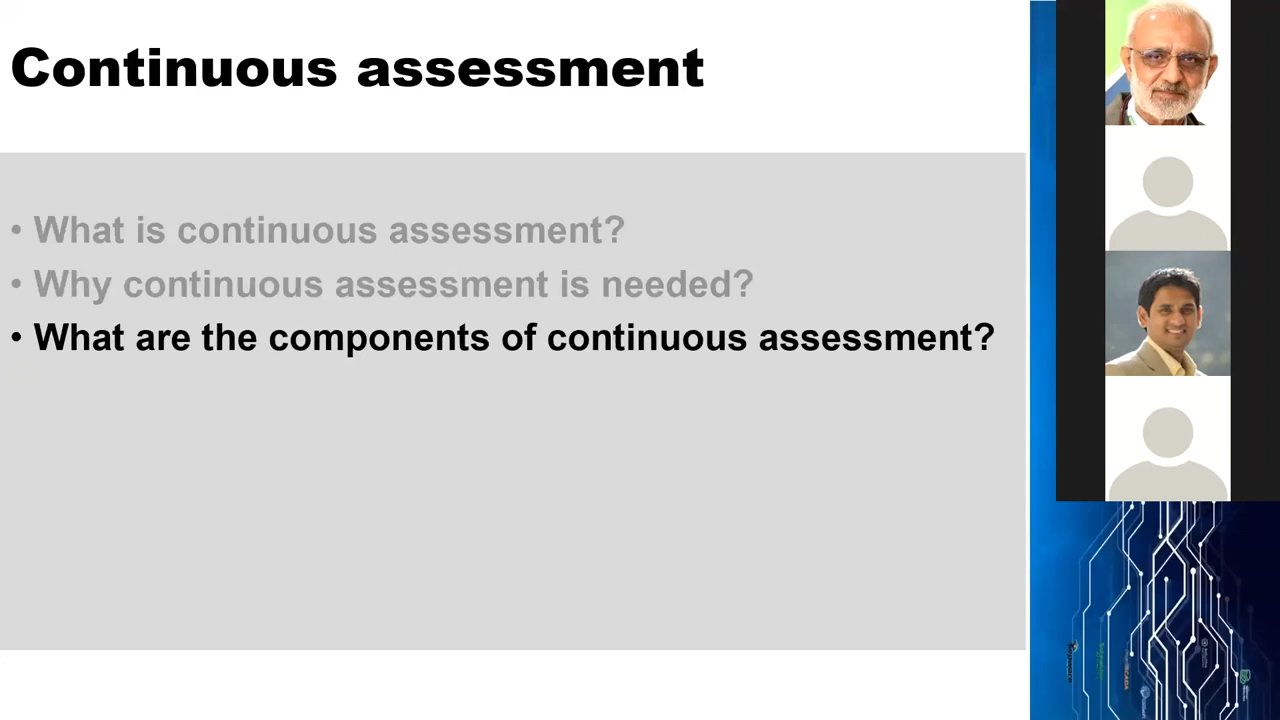 Continuous assessment
• What is continuous assessment?
• Why continuous assessment is needed?
• What are the components of continuous assessment?